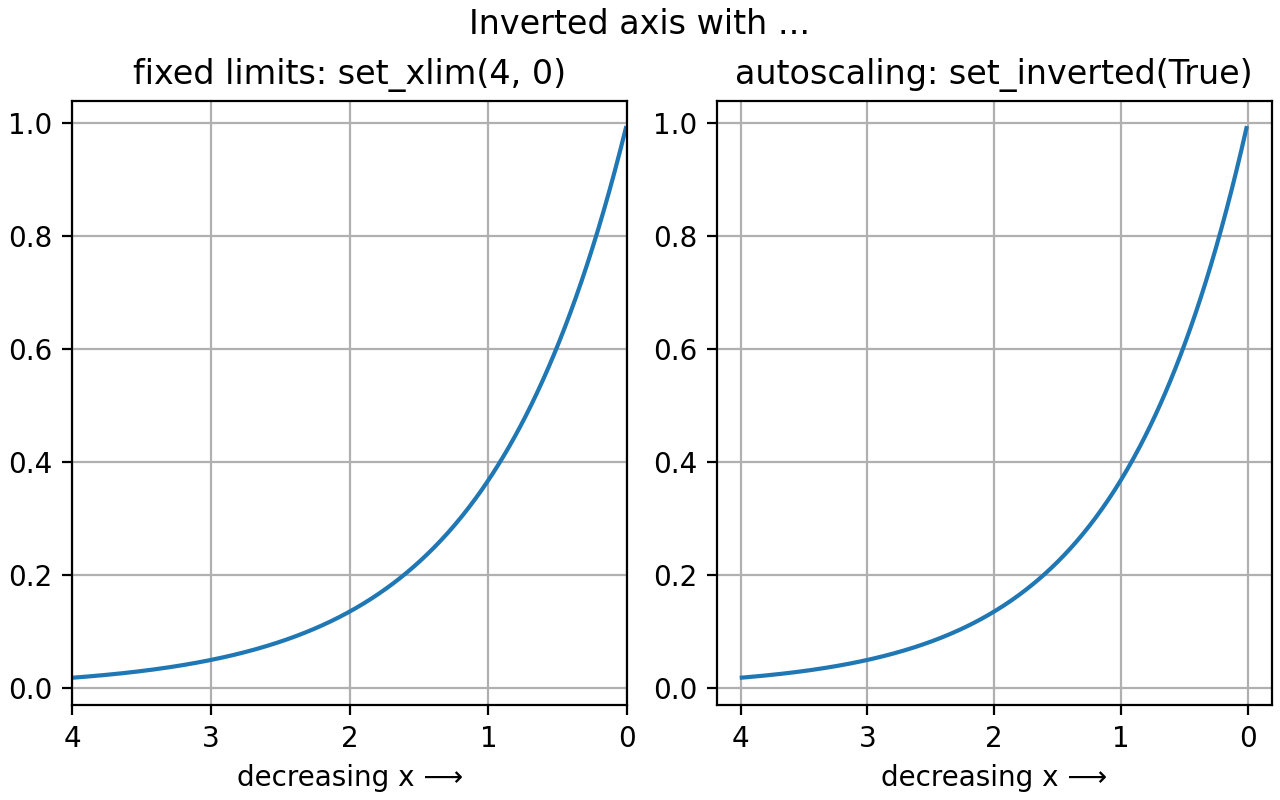 Inverted axis with ...
fixed limits: set_xlim(4, 0)
1.0
0.8
0.6
0.4
0.2
0.0
4 3 2 1 0
decreasing x ⟶
autoscaling: set_inverted(True)
1.0
0.8
0.6
0.4
0.2
0.0
4 3 2 1 0
decreasing x ⟶